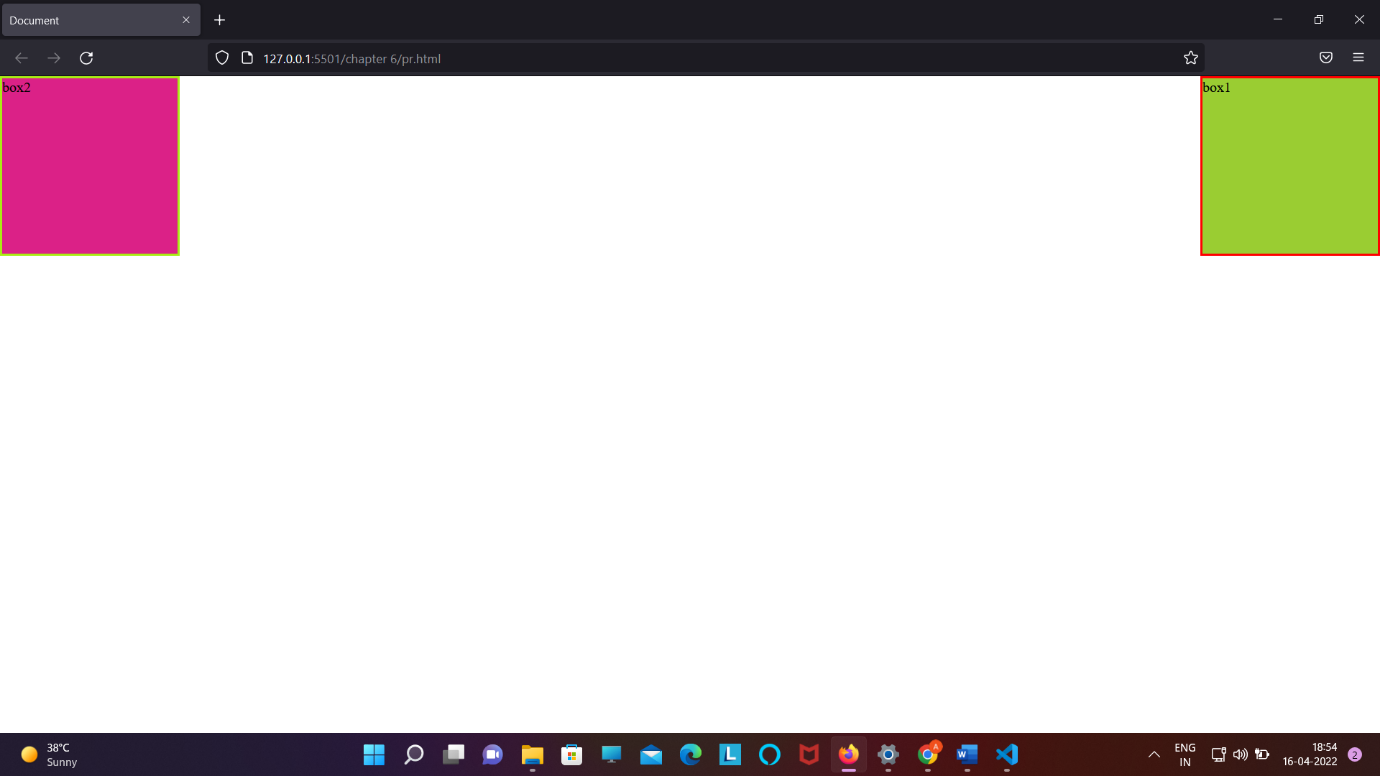 Document
127.0.0.1:5501/chapter 6/pr.html
box2
box1
38°C
Sunny
L
A
W
ENG
IN
18:54
16-04-2022
2